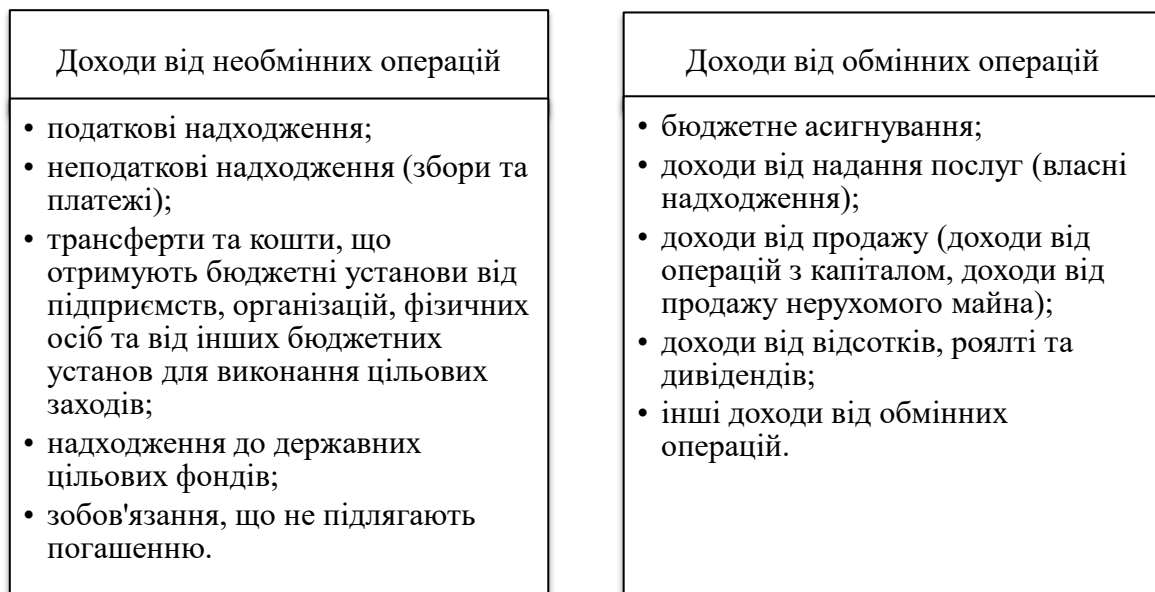 Доходи від необмінних операцій
• податкові надходження;
• неподаткові надходження (збори та
платежі);
• трансферти та кошти, що
отримують бюджетні установи від
підприємств, організацій, фізичних
осіб та від інших бюджетних
установ для виконання цільових
заходів;
• надходження до державних
цільових фондів;
• зобов'язання, що не підлягають
погашенню.
Доходи від обмінних операцій
• бюджетне асигнування;
• доходи від надання послуг (власні
надходження);
• доходи від продажу (доходи від
операцій з капіталом, доходи від
продажу нерухомого майна);
• доходи від відсотків, роялті та
дивідендів;
• інші доходи від обмінних
операцій.